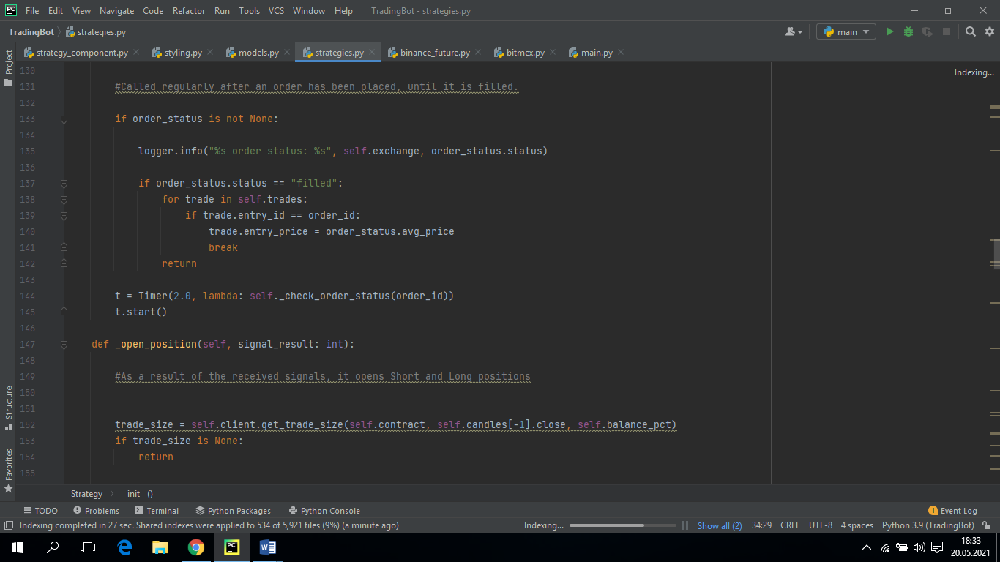 File Edit View Navigate Code Refactor Run Tools VCS Window Help TradingBot - strategies.py
TradingBot strategies.py main
strategy_component.py styling.py models.py strategies.py binance_future.py bitmex.py main.py
Project
Indexing...
130
131 #Called regularly after an order has been placed, until it is filled.
132
133 if order_status is not None:
134
135 logger.info("%s order status: %s", self.exchange, order_status.status)
136
137 if order_status.status == "filled":
138 for trade in self.trades:
139 if trade.entry_id == order_id:
140 trade.entry_price = order_status.avg_price
141 break
142 return
143
144 t = Timer(2.0, lambda: self._check_order_status(order_id))
145 t.start()
146
147 def _open_position(self, signal_result: int):
148
149 #As a result of the received signals, it opens Short and Long positions
150
151
152 trade_size = self.client.get_trade_size(self.contract, self.candles[-1].close, self.balance_pct)
153 if trade_size is None:
154 return
155
Structure
Favorites
Strategy __init__()
TODO Problems Terminal Python Packages Python Console 1 Event Log
Indexing completed in 27 sec. Shared indexes were applied to 534 of 5,921 files (9%) (a minute ago) Indexing... Show all (2) 34:29 CRLF UTF-8 4 spaces Python 3.9 (TradingBot)
18:33
20.05.2021